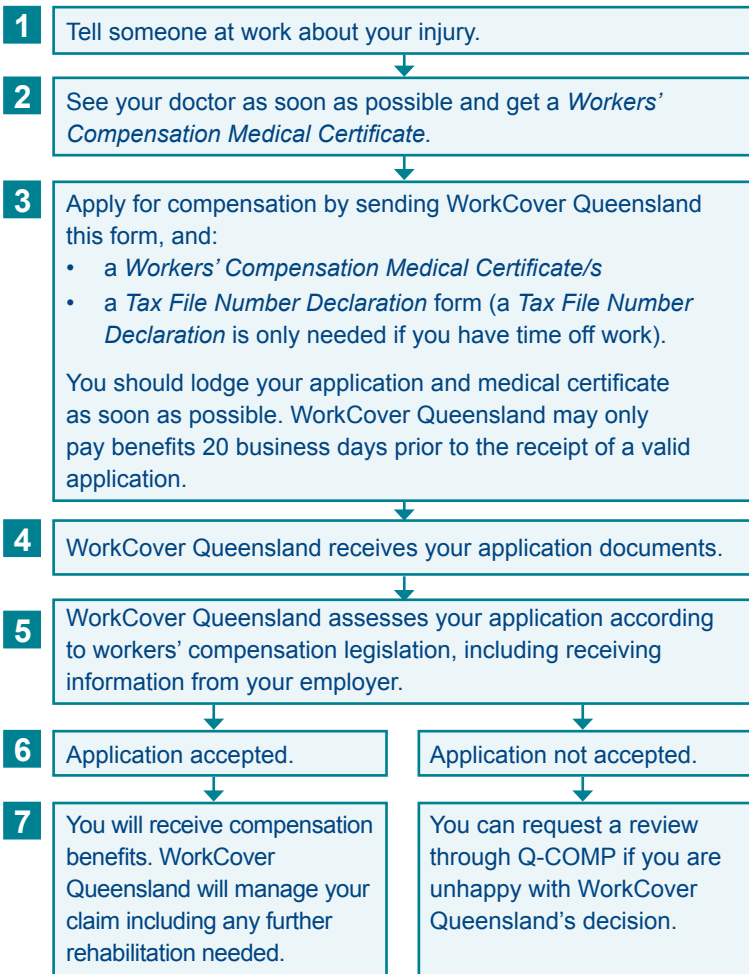 1
Tell someone at work about your injury.
2
See your doctor as soon as possible and get a Workers’
Compensation Medical Certificate.
3
Apply for compensation by sending WorkCover Queensland
this form, and:
• a Workers’ Compensation Medical Certificate/s
• a Tax File Number Declaration form (a Tax File Number
Declaration is only needed if you have time off work).
You should lodge your application and medical certificate
as soon as possible. WorkCover Queensland may only
pay benefits 20 business days prior to the receipt of a valid
application.
4
WorkCover Queensland receives your application documents.
5
WorkCover Queensland assesses your application according
to workers’ compensation legislation, including receiving
information from your employer.
6
Application accepted.
Application not accepted.
7
You will receive compensation
benefits. WorkCover
Queensland will manage your
claim including any further
rehabilitation needed.
You can request a review
through Q-COMP if you are
unhappy with WorkCover
Queensland’s decision.